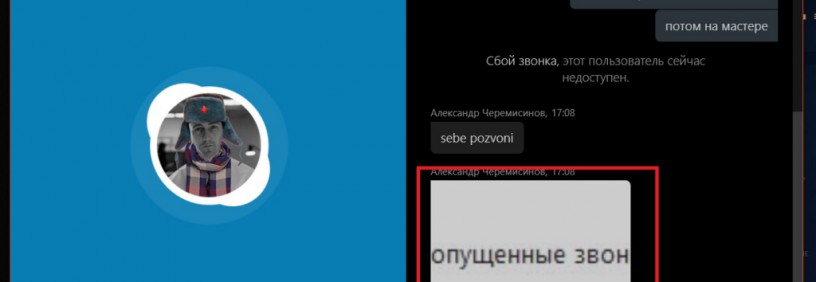 потом на мастере
Сбой звонка, этот пользователь сейчас
недоступен.
Александр Черемисинов, 17:08
sebe pozvoni
Александр Черемисинов, 17:08
опущенные звон